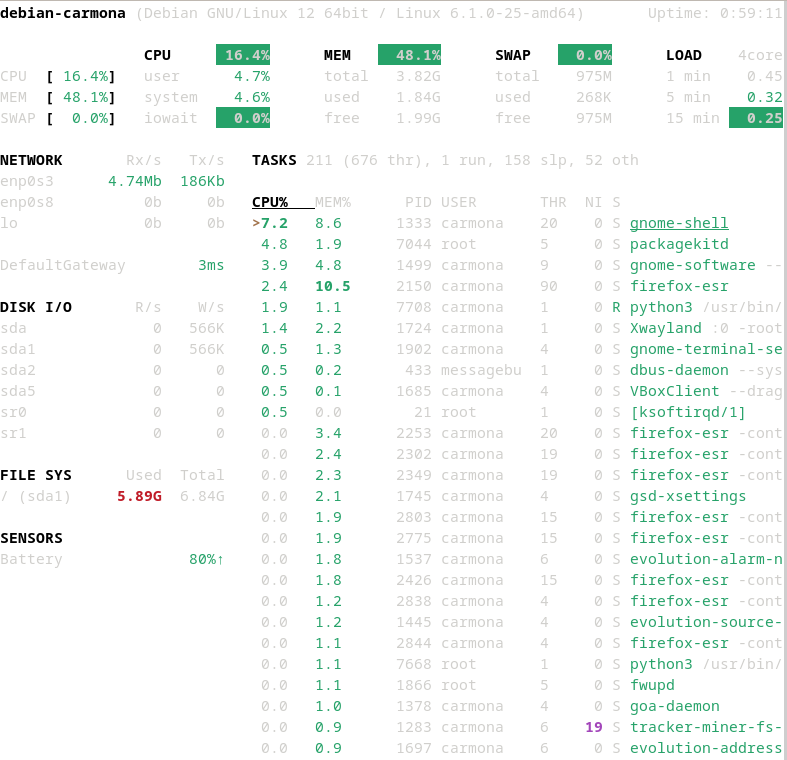 debian-carmona (Debian GNU/Linux 12 64bit / Linux 6.1.0-25-amd64) Uptime: 0:59:11
CPU 16.4% MEM 48.1% SWAP 0.0% LOAD 4core
CPU [ 16.4%] user 4.7% total 3.82G total 975M 1 min 0.45
MEM [ 48.1%] system 4.6% used 1.84G used 268K 5 min 0.32
SWAP [ 0.0%] iowait 0.0% free 1.99G free 975M 15 min 0.25
NETWORK Rx/s Tx/s TASKS 211 (676 thr), 1 run, 158 slp, 52 oth
enp0s3 4.74Mb 186Kb
enp0s8 0b 0b CPU% MEM% PID USER THR NI S
lo 0b 0b >7.2 8.6 1333 carmona 20 0 S gnome-shell
4.8 1.9 7044 root 5 0 S packagekitd
DefaultGateway 3ms 3.9 4.8 1499 carmona 9 0 S gnome-software --
2.4 10.5 2150 carmona 90 0 S firefox-esr
DISK I/O R/s W/s 1.9 1.1 7708 carmona 1 0 R python3 /usr/bin/
sda 0 566K 1.4 2.2 1724 carmona 1 0 S Xwayland :0 -root
sda1 0 566K 0.5 1.3 1902 carmona 4 0 S gnome-terminal-se
sda2 0 0 0.5 0.2 433 messagebu 1 0 S dbus-daemon --sys
sda5 0 0 0.5 0.1 1685 carmona 4 0 S VBoxClient --drag
sr0 0 0 0.5 0.0 21 root 1 0 S [ksoftirqd/1]
sr1 0 0 0.0 3.4 2253 carmona 20 0 S firefox-esr -cont
0.0 2.4 2302 carmona 19 0 S firefox-esr -cont
FILE SYS Used Total 0.0 2.3 2349 carmona 19 0 S firefox-esr -cont
/ (sda1) 5.89G 6.84G 0.0 2.1 1745 carmona 4 0 S gsd-xsettings
0.0 1.9 2803 carmona 15 0 S firefox-esr -cont
SENSORS 0.0 1.9 2775 carmona 15 0 S firefox-esr -cont
Battery 80%↑ 0.0 1.8 1537 carmona 6 0 S evolution-alarm-n
0.0 1.8 2426 carmona 15 0 S firefox-esr -cont
0.0 1.2 2838 carmona 4 0 S firefox-esr -cont
0.0 1.2 1445 carmona 4 0 S evolution-source-
0.0 1.1 2844 carmona 4 0 S firefox-esr -cont
0.0 1.1 7668 root 1 0 S python3 /usr/bin/
0.0 1.1 1866 root 5 0 S fwupd
0.0 1.0 1378 carmona 4 0 S goa-daemon
0.0 0.9 1283 carmona 6 19 S tracker-miner-fs-
0.0 0.9 1697 carmona 6 0 S evolution-address